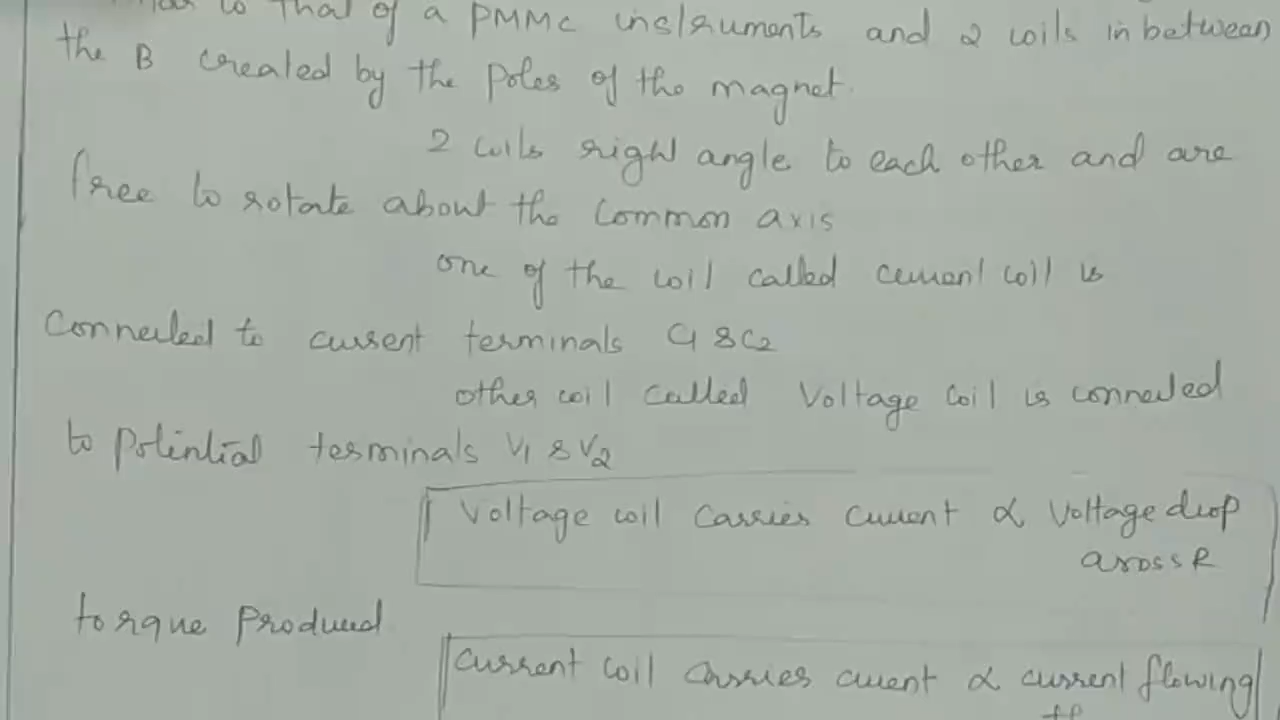 to that of a PMMC instruments and 2 coils in between
the B created by the poles of the magnet.
2 coils right angle to each other and are
free to rotate about the common axis
one of the coil called current coil is
connected to current terminals C1 & C2
other coil called Voltage coil is connected
to potential terminals V1 & V2
Voltage coil carries current ∝ Voltage drop
across R
torque Produced
current coil carries current ∝ current flowing